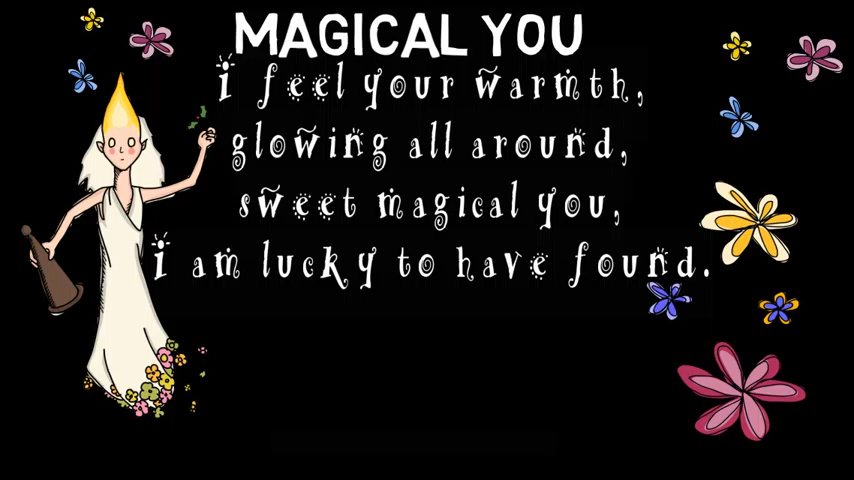 MAGICAL YOU
i feel your warmth,
glowing all around,
sweet magical you,
i am lucky to have found.